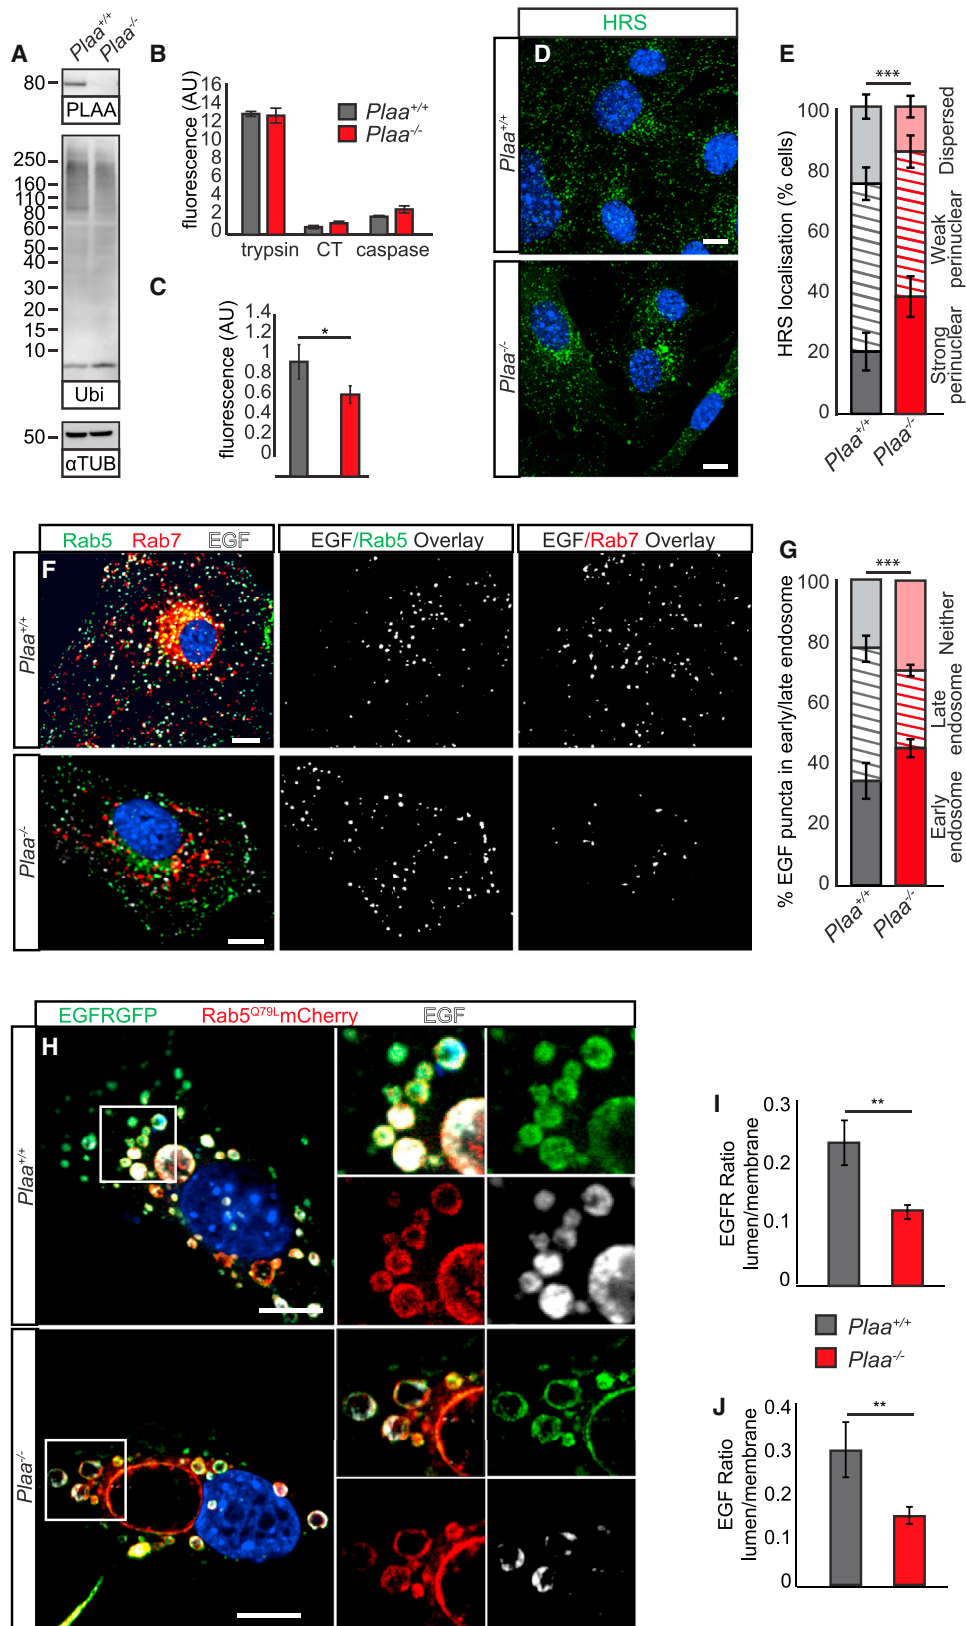 A
Plaa+/+
Plaa-/-
80
PLAA
250
160
110
80
60
50
40
30
20
15
10
Ubi
50
αTUB
B
fluorescence (AU)
16
14
12
10
8
6
4
2
0
Plaa+/+
Plaa-/-
trypsin CT caspase
C
fluorescence (AU)
1.4
1.2
1
0.8
0.6
0.4
0.2
0
*
HRS
D
Plaa+/+
Plaa-/-
E
***
HRS localisation (% cells)
100
80
60
40
20
0
Dispersed
Weak perinuclear
Strong perinuclear
Plaa+/+
Plaa-/-
Rab5 Rab7 EGF
EGF/Rab5 Overlay
EGF/Rab7 Overlay
F
Plaa+/+
Plaa-/-
G
***
% EGF puncta in early/late endosome
100
80
60
40
20
0
Neither
Late endosome
Early endosome
Plaa+/+
Plaa-/-
EGFRGFP Rab5Q79LmCherry EGF
H
Plaa+/+
Plaa-/-
I
**
EGFR Ratio
lumen/membrane
0.3
0.2
0.1
0
Plaa+/+
Plaa-/-
J
**
EGF Ratio
lumen/membrane
0.4
0.3
0.2
0.1
0